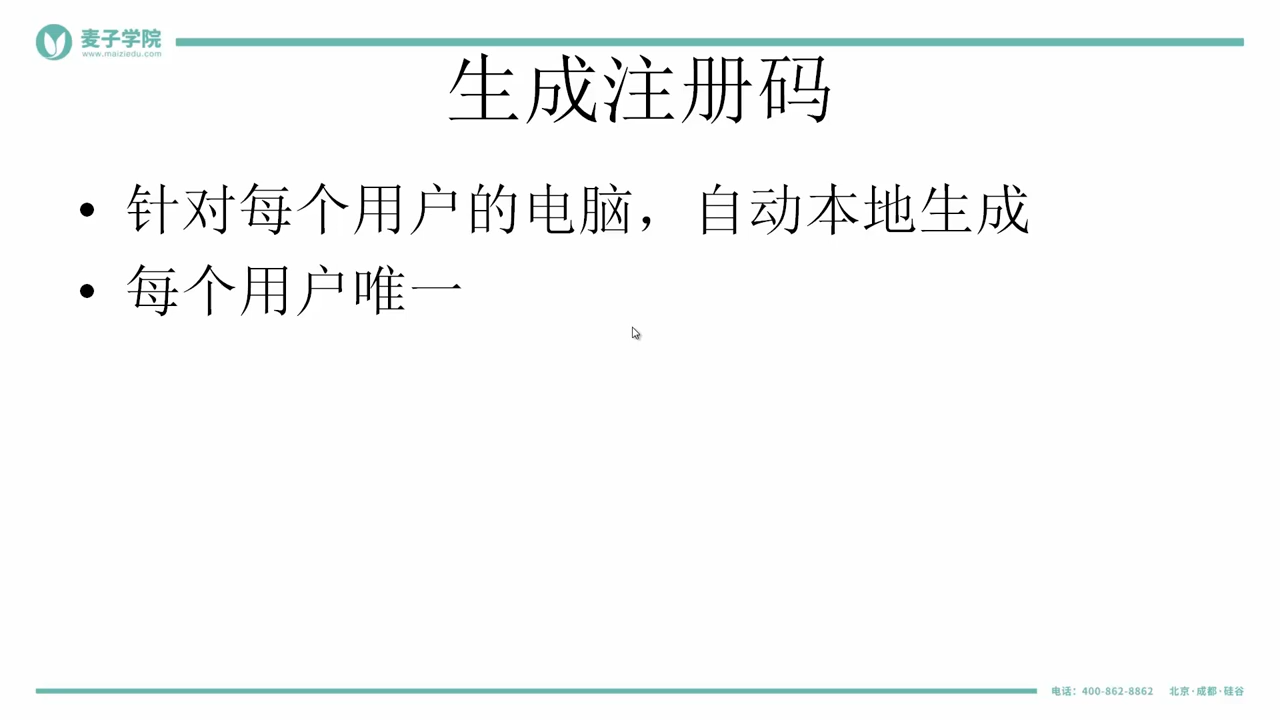 麦子学院
www.maiziedu.com
生成注册码
• 针对每个用户的电脑，自动本地生成
• 每个用户唯一
电话：400-862-8862 北京·成都·硅谷